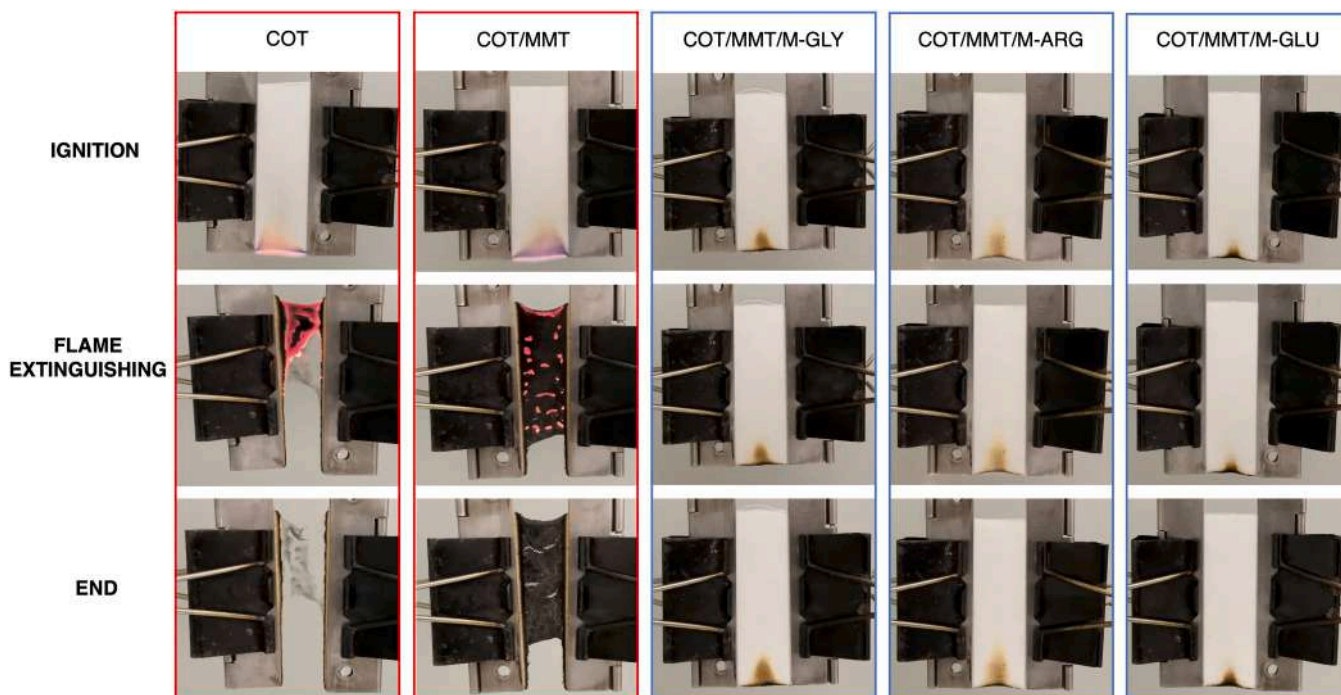 COT
COT/MMT
COT/MMT/M-GLY
COT/MMT/M-ARG
COT/MMT/M-GLU
IGNITION
FLAME
EXTINGUISHING
END